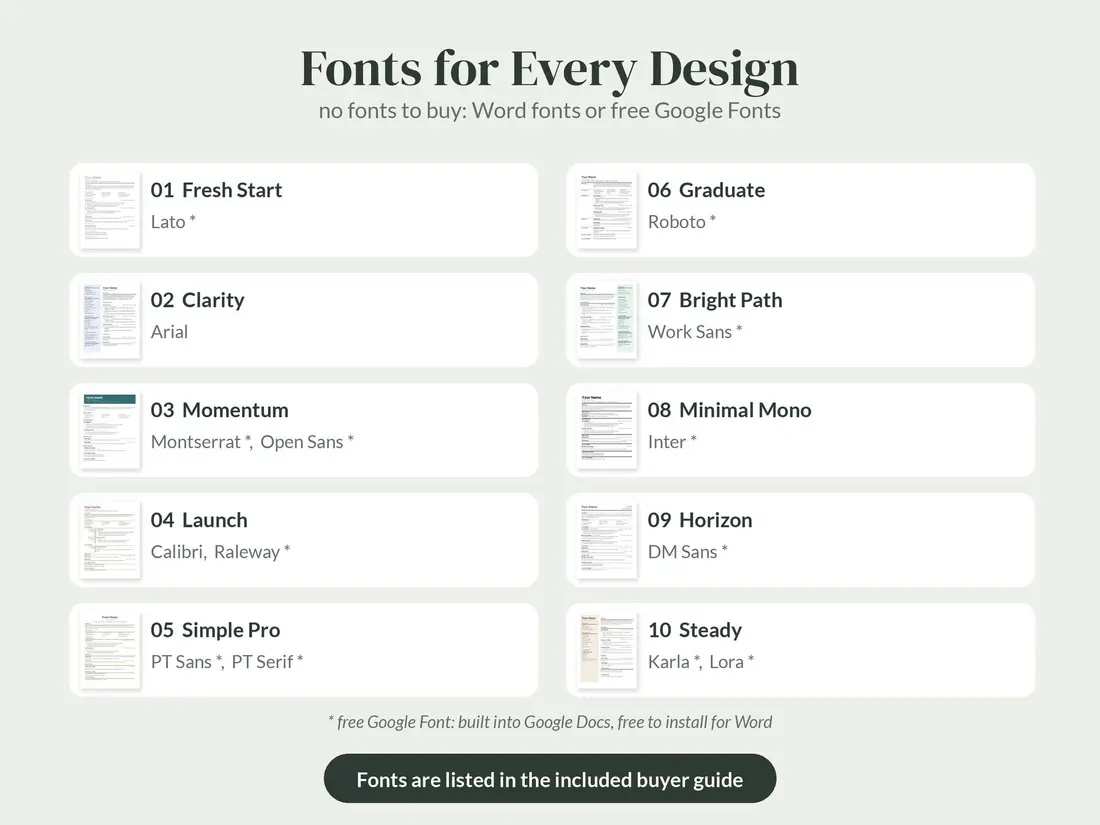 Fonts for Every Design
no fonts to buy: Word fonts or free Google Fonts
01 Fresh Start
Lato *
02 Clarity
Arial
03 Momentum
Montserrat *, Open Sans *
04 Launch
Calibri, Raleway *
05 Simple Pro
PT Sans *, PT Serif *
06 Graduate
Roboto *
07 Bright Path
Work Sans *
08 Minimal Mono
Inter *
09 Horizon
DM Sans *
10 Steady
Karla *, Lora *
* free Google Font: built into Google Docs, free to install for Word
Fonts are listed in the included buyer guide